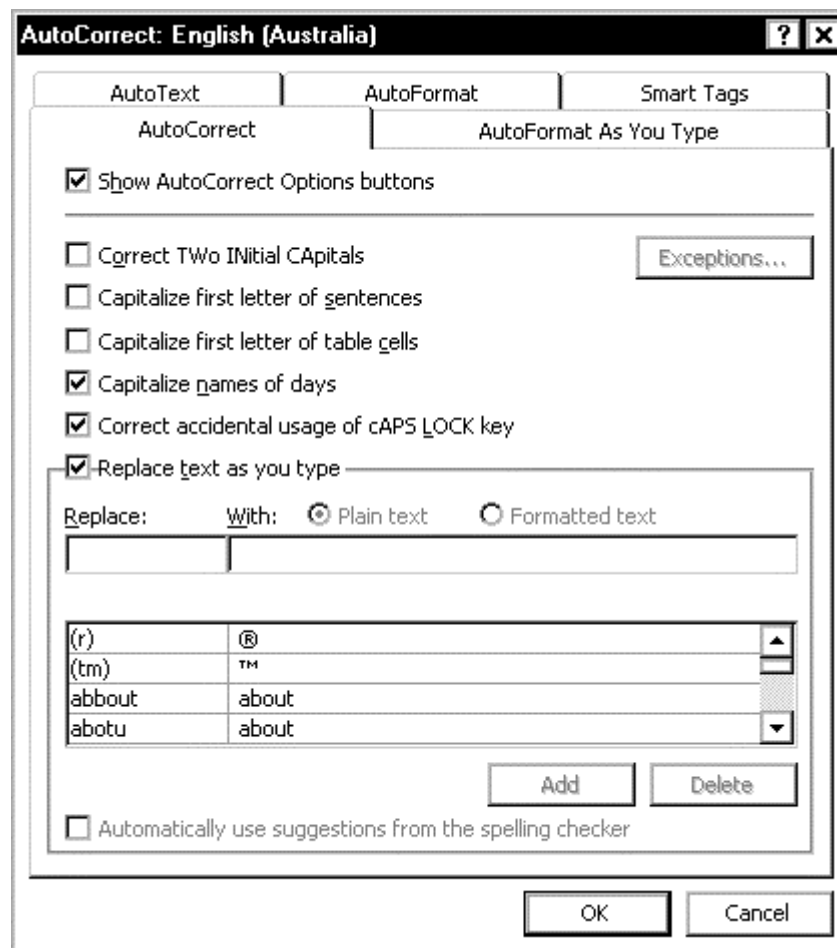 AutoCorrect: English (Australia)
AutoText AutoFormat Smart Tags
AutoCorrect AutoFormat As You Type
Show AutoCorrect Options buttons
Correct TWo INitial CApitals Exceptions...
Capitalize first letter of sentences
Capitalize first letter of table cells
Capitalize names of days
Correct accidental usage of cAPS LOCK key
Replace text as you type
Replace: With: Plain text Formatted text
(r) ®
(tm) ™
abbout about
abotu about
Add Delete
Automatically use suggestions from the spelling checker
OK Cancel